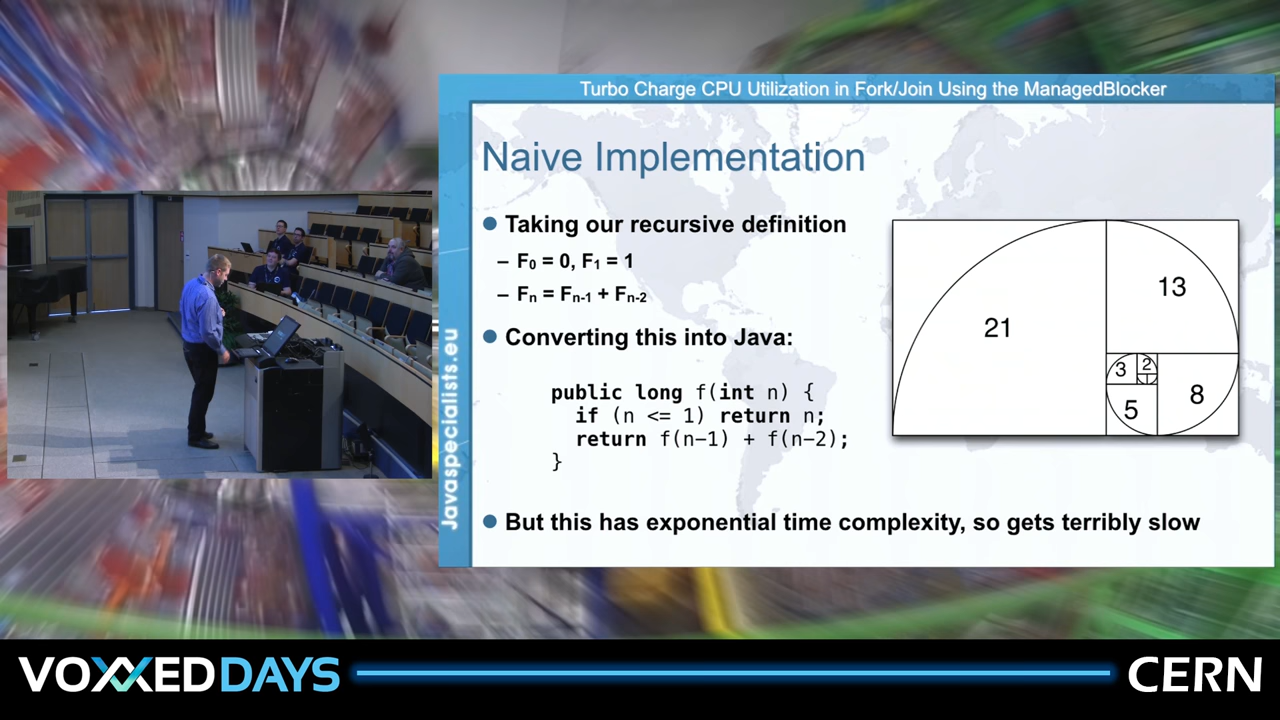 Turbo Charge CPU Utilization in Fork/Join Using the ManagedBlocker
Naive Implementation
Taking our recursive definition
– F₀ = 0, F₁ = 1
– Fₙ = Fₙ₋₁ + Fₙ₋₂
Converting this into Java:
public long f(int n) {
if (n <= 1) return n;
return f(n−1) + f(n−2);
}
But this has exponential time complexity, so gets terribly slow
21
13
3
2
8
5
Javaspecialists.eu
VOXXED DAYS
CERN